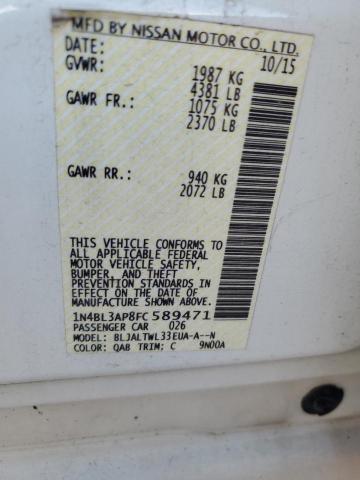 MFD BY NISSAN MOTOR CO., LTD.
DATE: 10/15
GVWR: 1987 KG
4381 LB
GAWR FR.: 1075 KG
2370 LB
GAWR RR.: 940 KG
2072 LB
THIS VEHICLE CONFORMS TO
ALL APPLICABLE FEDERAL
MOTOR VEHICLE SAFETY,
BUMPER, AND THEFT
PREVENTION STANDARDS
IN EFFECT ON THE DATE OF
MANUFACTURE SHOWN ABOVE.
1N4BL3AP8FC589471
PASSENGER CAR 026
MODEL: BLJALTWL33EUA-A--N
COLOR: QAB TRIM: C 9N00A